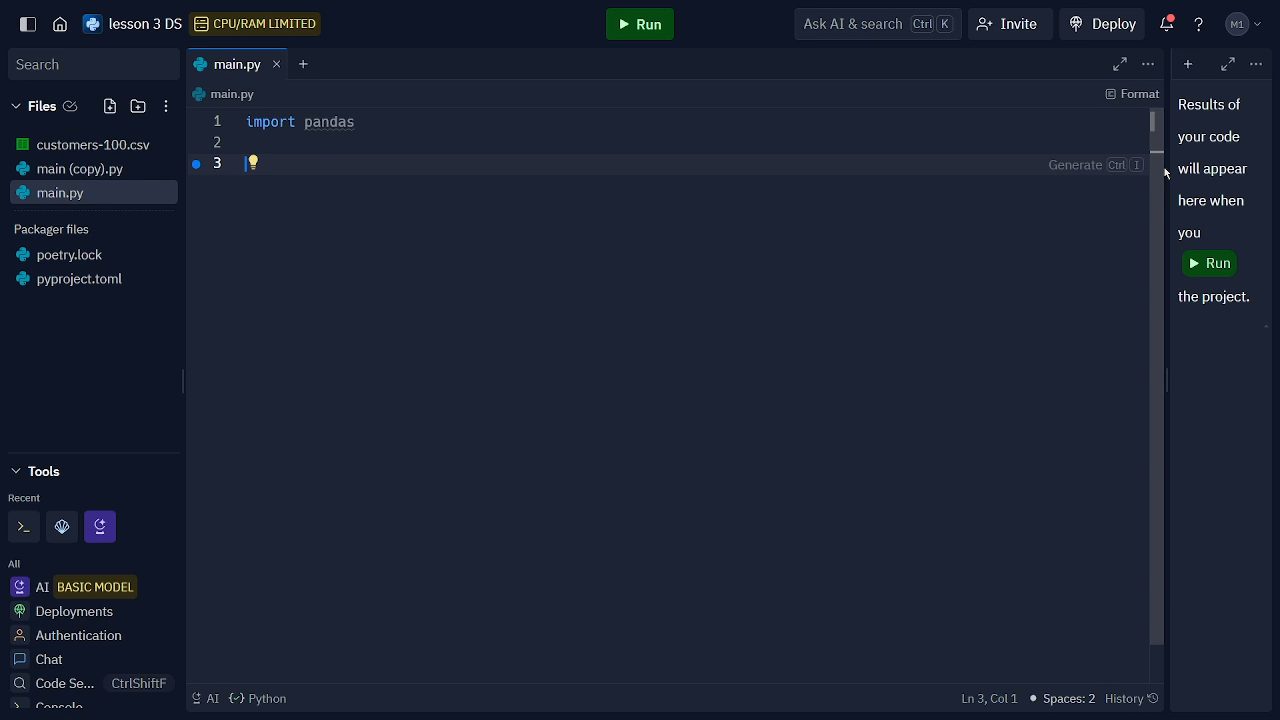 lesson 3 DS CPU/RAM LIMITED Run Ask AI & search Ctrl K Invite Deploy M1
Search
Files
customers-100.csv
main (copy).py
main.py
Packager files
poetry.lock
pyproject.toml
Tools
Recent
All
AI BASIC MODEL
Deployments
Authentication
Chat
Code Se... CtrlShiftF
Console
main.py
main.py Format
1 import pandas
2
3 Generate Ctrl I
AI Python Ln 3, Col 1 Spaces: 2 History
Results of
your code
will appear
here when
you
Run
the project.